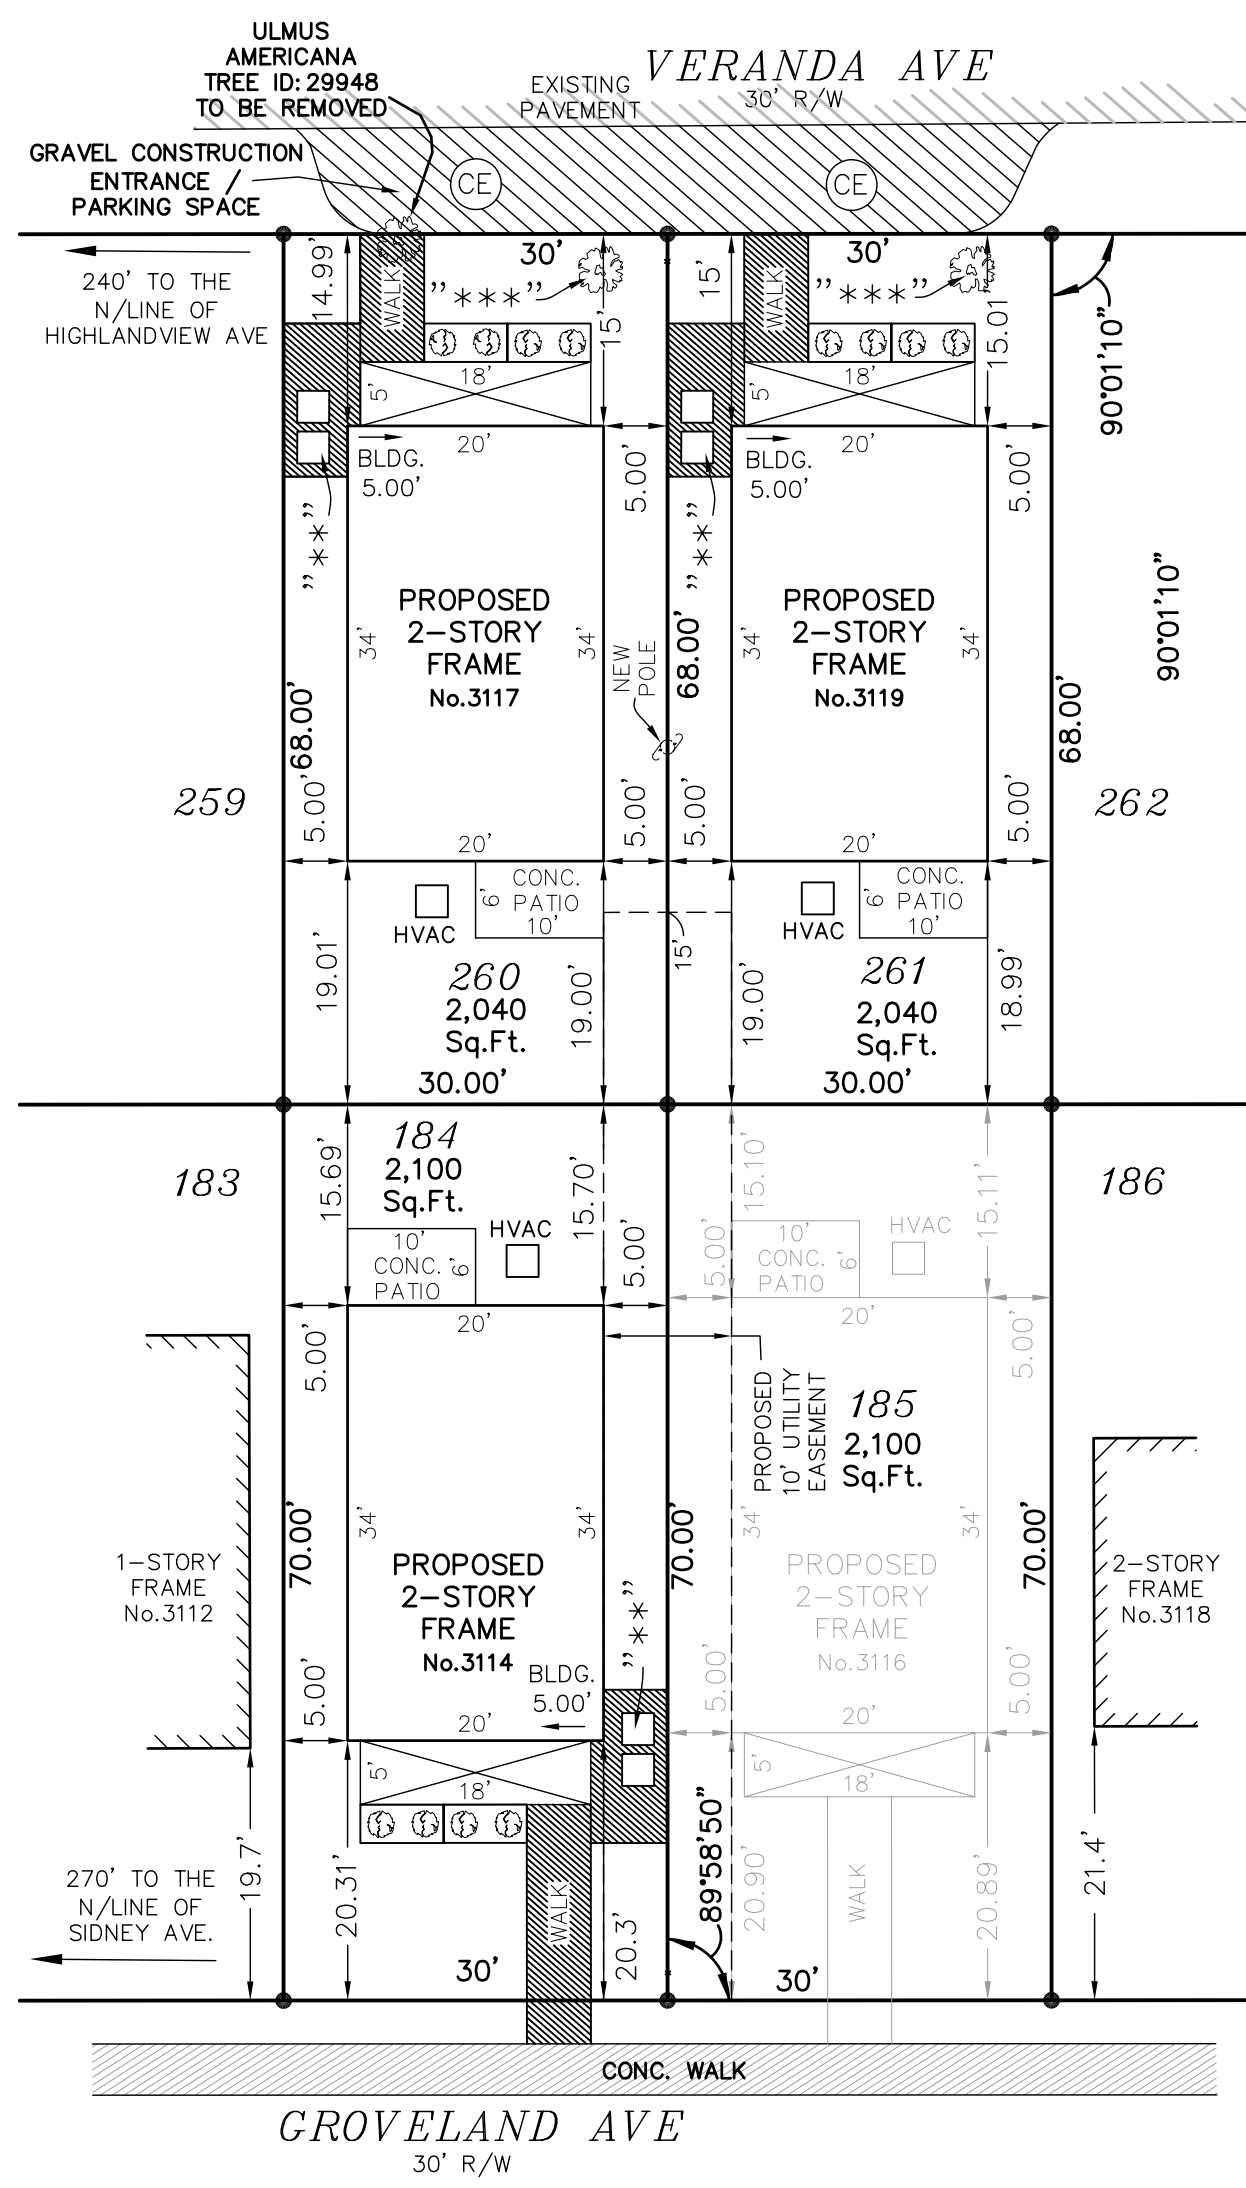 ULMUS
AMERICANA
TREE ID: 29948
TO BE REMOVED
VERANDA AVE
30' R/W
EXISTING
PAVEMENT
GRAVEL CONSTRUCTION
ENTRANCE /
PARKING SPACE
CE
CE
240' TO THE
N/LINE OF
HIGHLANDVIEW AVE
14.99'
WALK
30'
"***"
15'
15'
WALK
30'
"***"
15.01'
90°01'10"
5'
18'
5'
18'
20'
BLDG.
5.00'
5.00'
20'
BLDG.
5.00'
5.00'
"**"
"**"
90°01'10"
PROPOSED
2-STORY
FRAME
No.3117
34'
34'
NEW
POLE
68.00'
PROPOSED
2-STORY
FRAME
No.3119
34'
34'
68.00'
68.00'
259
262
5.00'
20'
5.00'
5.00'
20'
5.00'
HVAC
6'
CONC.
PATIO
10'
HVAC
6'
CONC.
PATIO
10'
15'
19.01'
260
2,040
Sq.Ft.
30.00'
19.00'
19.00'
261
2,040
Sq.Ft.
30.00'
18.99'
183
15.69'
184
2,100
Sq.Ft.
15.70'
15.10'
15.11'
186
HVAC
10'
CONC.
PATIO
6'
5.00'
5.00'
10'
CONC.
PATIO
6'
HVAC
20'
20'
5.00'
5.00'
PROPOSED
10' UTILITY
EASEMENT
185
2,100
Sq.Ft.
70.00'
34'
34'
70.00'
34'
34'
70.00'
1-STORY
FRAME
No.3112
PROPOSED
2-STORY
FRAME
No.3114
PROPOSED
2-STORY
FRAME
No.3116
2-STORY
FRAME
No.3118
"**"
BLDG.
5.00'
5.00'
20'
5.00'
20'
5.00'
5'
18'
5'
18'
19.7'
20.31'
WALK
20.3'
89°58'50"
20.90'
WALK
20.89'
21.4'
270' TO THE
N/LINE OF
SIDNEY AVE.
30'
30'
CONC. WALK
GROVELAND AVE
30' R/W